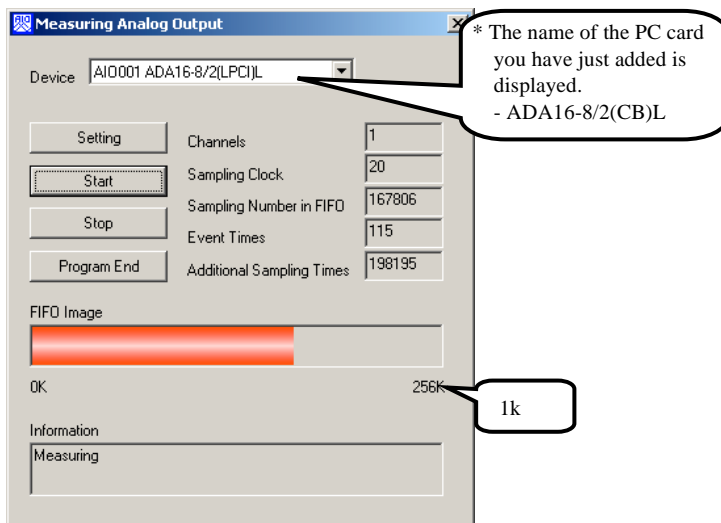 Measuring Analog Output
* The name of the PC card
you have just added is
displayed.
- ADA16-8/2(CB)L
Device AIO001 ADA16-8/2(LPCI)L
Setting
Start
Stop
Program End
Channels 1
Sampling Clock 20
Sampling Number in FIFO 167806
Event Times 115
Additional Sampling Times 198195
FIFO Image
0K 256K
1k
Information
Measuring